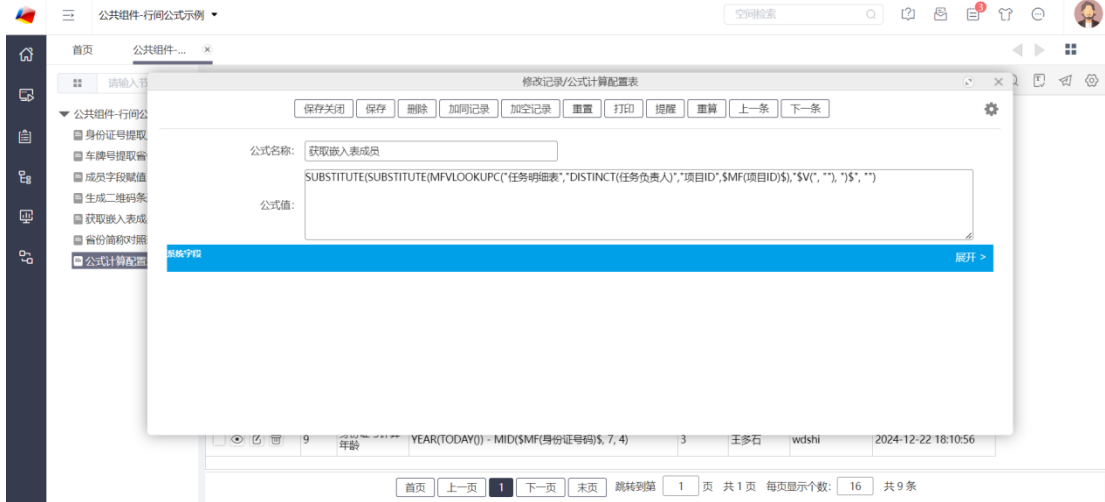 公共组件-行间公式示例
空间检索
3
首页
公共组件-...
×
修改记录/公式计算配置表
请输入节
保存关闭 保存 删除 加同记录 加空记录 重置 打印 提醒 重算 上一条 下一条
公共组件-行间公
身份证号提取
车牌号提取省
成员字段赋值
生成二维码条
获取嵌入表成
省份简称对照
公式计算配置
公式名称: 获取嵌入表成员
公式值: SUBSTITUTE(SUBSTITUTE(MFVLOOKUPC("任务明细表","DISTINCT(任务负责人)","项目ID",$MF(项目ID)$),"$V(", ""), ")$", "")
系统字段
展开 >
9 年龄 YEAR(TODAY()) - MID($MF(身份证号码)$, 7, 4) 3 王多石 wdshi 2024-12-22 18:10:56
首页 上一页 1 下一页 末页 跳转到第 1 页 共1页 每页显示个数: 16 共9条